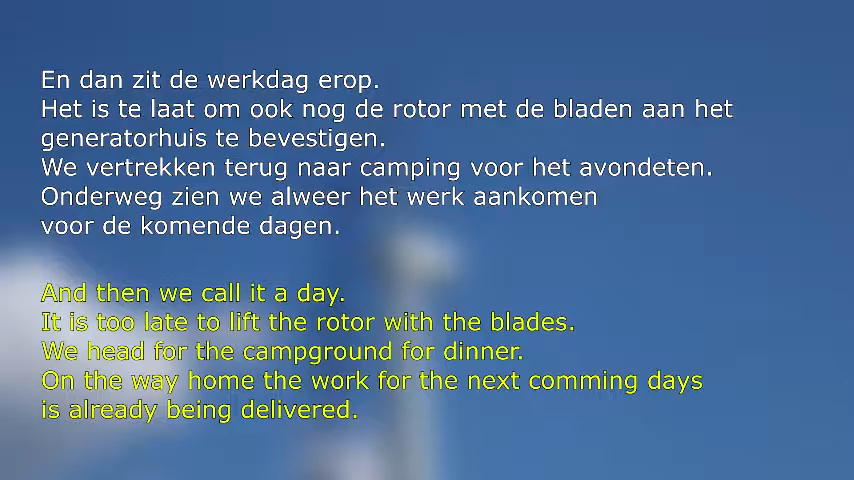 En dan zit de werkdag erop.
Het is te laat om ook nog de rotor met de bladen aan het
generatorhuis te bevestigen.
We vertrekken terug naar camping voor het avondeten.
Onderweg zien we alweer het werk aankomen
voor de komende dagen.
And then we call it a day.
It is too late to lift the rotor with the blades.
We head for the campground for dinner.
On the way home the work for the next comming days
is already being delivered.